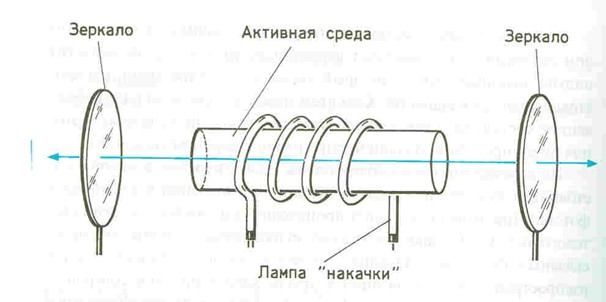 Зеркало
Активная среда
Зеркало
Лампа "накачки"